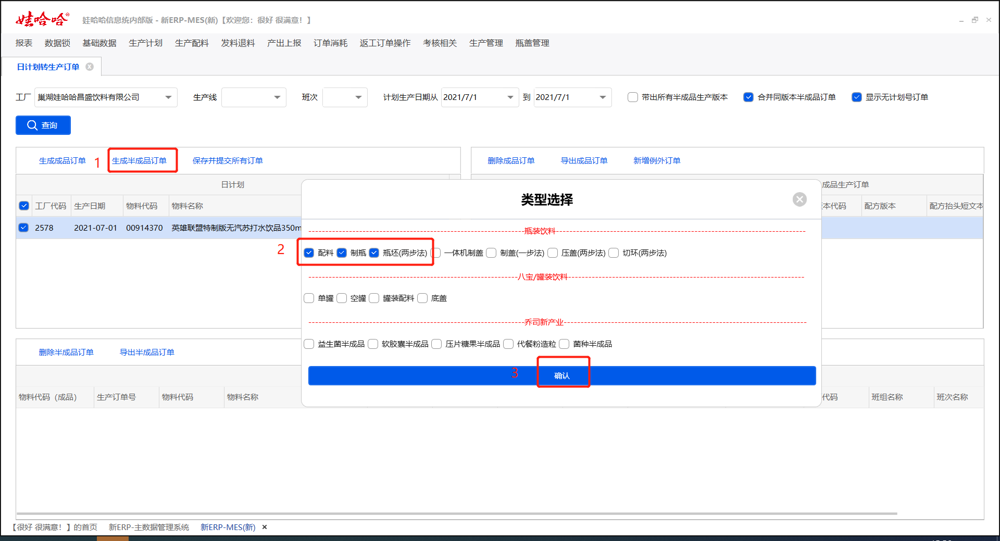 娃哈哈®
娃哈哈信息统内部版 - 新ERP-MES(新)【欢迎您：很好 很满意！】
报表 数据锁 基础数据 生产计划 生产配料 发料退料 产出上报 订单消耗 返工订单操作 考核相关 生产管理 瓶盖管理
日计划转生产订单
工厂 巢湖娃哈哈昌盛饮料有限公司 生产线 班次 计划生产日期从 2021/7/1 到 2021/7/1 带出所有半成品生产版本 合并同版本半成品订单 显示无计划号订单
查询
生成成品订单 1 生成半成品订单 保存并提交所有订单 删除成品订单 导出成品订单 新增例外订单
日计划 成品生产订单
工厂代码 生产日期 物料代码 物料名称 本代码 配方版本 配方抬头短文本
2578 2021-07-01 00914370 英雄联盟特制版无汽苏打水饮品350m
类型选择
瓶装饮料
2 配料 制瓶 瓶坯(两步法) 一体机制盖 制盖(一步法) 压盖(两步法) 切环(两步法)
八宝/罐装饮料
单罐 空罐 罐装配料 底盖
乔司新产业
益生菌半成品 软胶囊半成品 压片糖果半成品 代餐粉造粒 菌种半成品
3 确认
删除半成品订单 导出半成品订单
物料代码（成品） 生产订单号 物料代码 物料名称 代码 班组名称 班次名称
【很好 很满意！】的首页 新ERP-主数据管理系统 新ERP-MES(新)